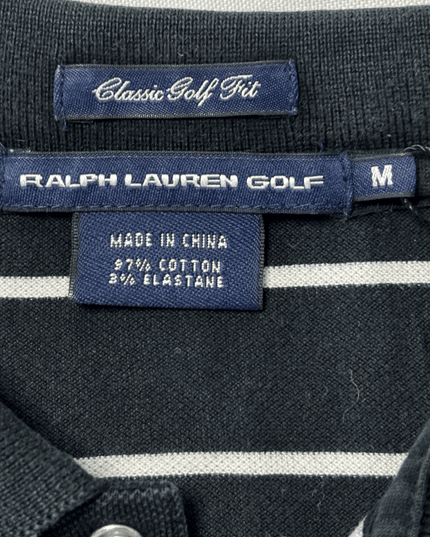 Classic Golf Fit
RALPH LAUREN GOLF M
MADE IN CHINA
97% COTTON
3% ELASTANE